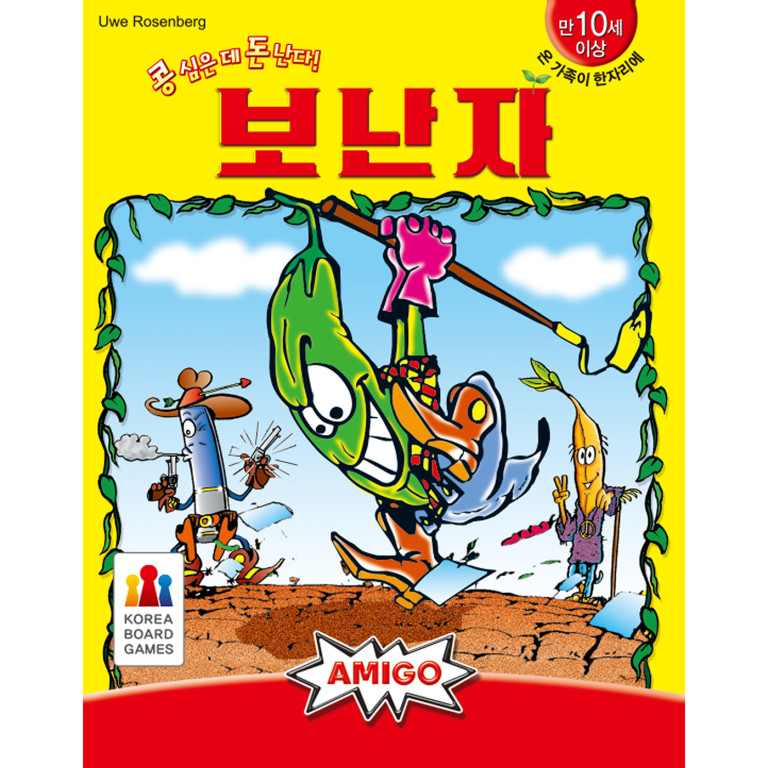 Uwe Rosenberg
콩 심은 데 돈 난다!
보난자
만 10세
이상
온 가족이 한자리에
KOREA
BOARD
GAMES
AMIGO